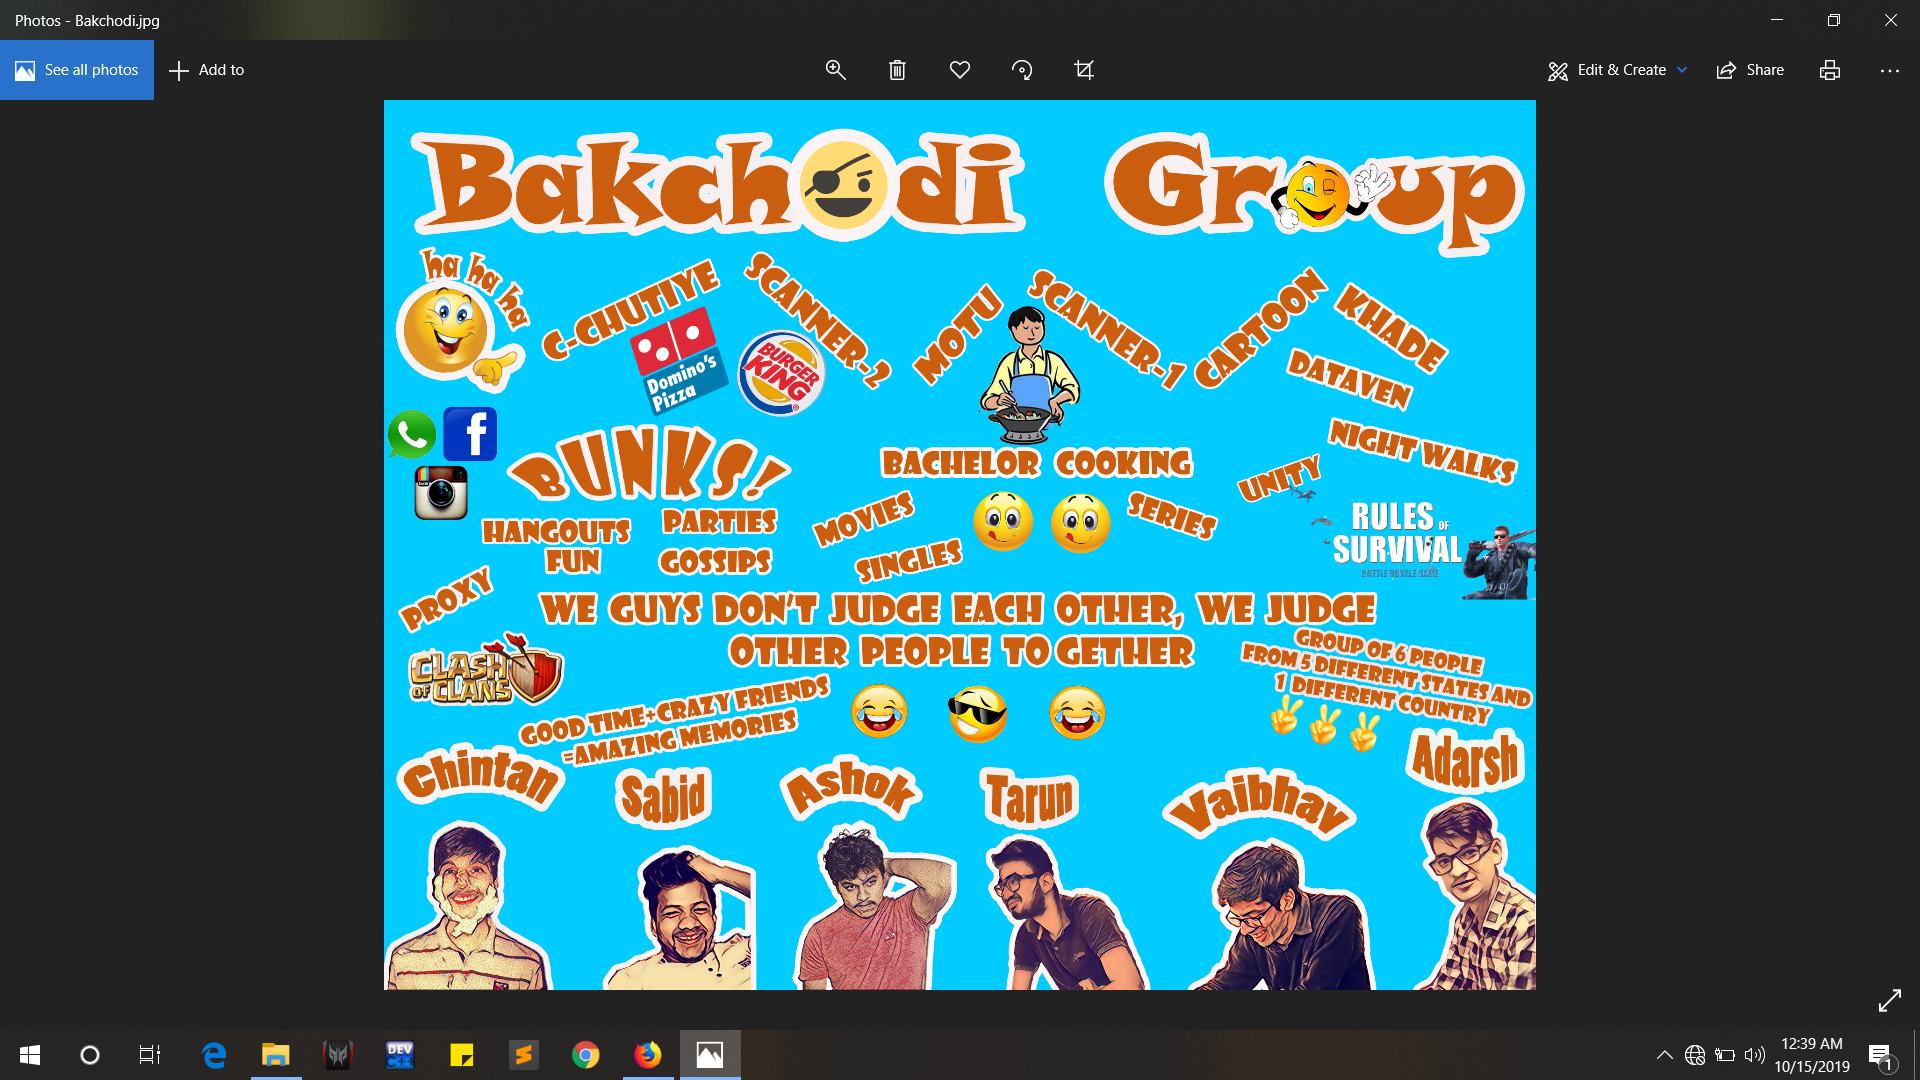 Photos - Bakchodi.jpg
See all photos
Add to
Edit & Create
Share
Bakchodi Group
ha ha ha
C-CHUTIYE
SCANNER-2
MOTU
SCANNER-1
CARTOON
KHADE
Domino's
Pizza
BURGER
KING
DATAVEN
NIGHT WALKS
BUNKS!
BACHELOR COOKING
UNITY
HANGOUTS
FUN
PARTIES
GOSSIPS
MOVIES
SINGLES
SERIES
RULES OF
SURVIVAL
BATTLE ROYALE GAME
PROXY
WE GUYS DON'T JUDGE EACH OTHER, WE JUDGE
OTHER PEOPLE TO GETHER
CLASH
OF CLANS
GROUP OF 6 PEOPLE
FROM 5 DIFFERENT STATES AND
1 DIFFERENT COUNTRY
GOOD TIME+CRAZY FRIENDS
=AMAZING MEMORIES
Chintan
Sabid
Ashok
Tarun
Vaibhav
Adarsh
DEV
C++
12:39 AM
10/15/2019
1